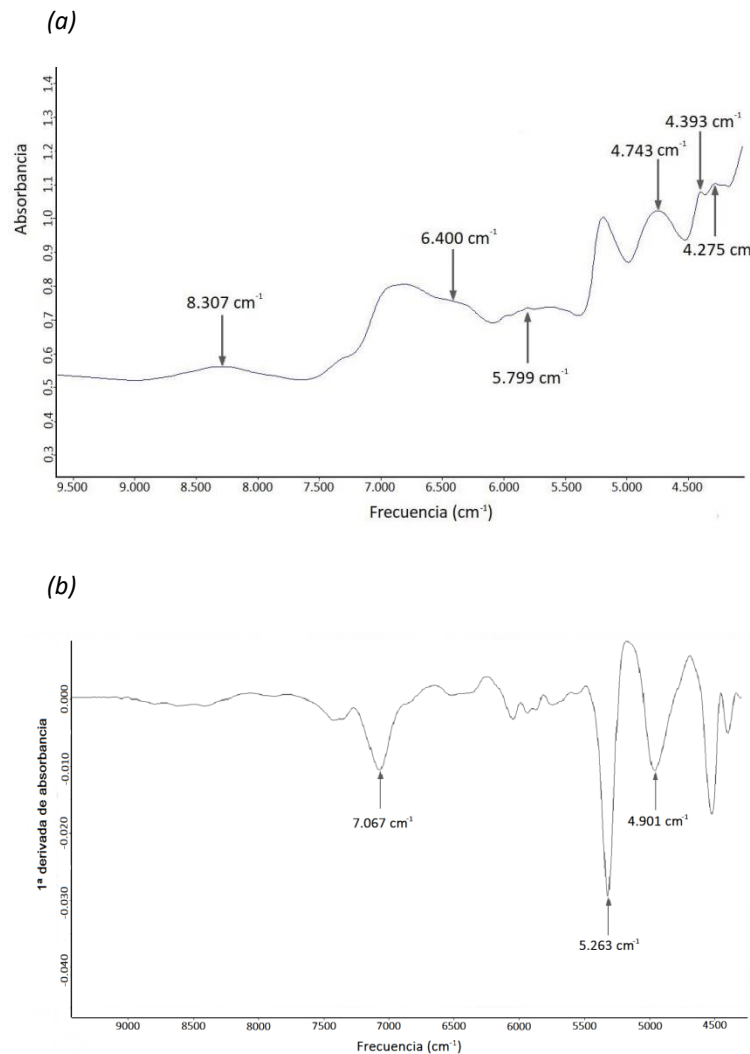 (a)
Absorbancia
1.4
1.3
1.2
1.1
1.0
0.9
0.8
0.7
0.6
0.5
0.4
0.3
8.307 cm⁻¹
6.400 cm⁻¹
5.799 cm⁻¹
4.743 cm⁻¹
4.393 cm⁻¹
4.275 cm
9.500 9.000 8.500 8.000 7.500 7.000 6.500 6.000 5.500 5.000 4.500
Frecuencia (cm⁻¹)
(b)
1ª derivada de absorbancia
0.000
-0.010
-0.020
-0.030
-0.040
7.067 cm⁻¹
5.263 cm⁻¹
4.901 cm⁻¹
9000 8500 8000 7500 7000 6500 6000 5500 5000 4500
Frecuencia (cm⁻¹)